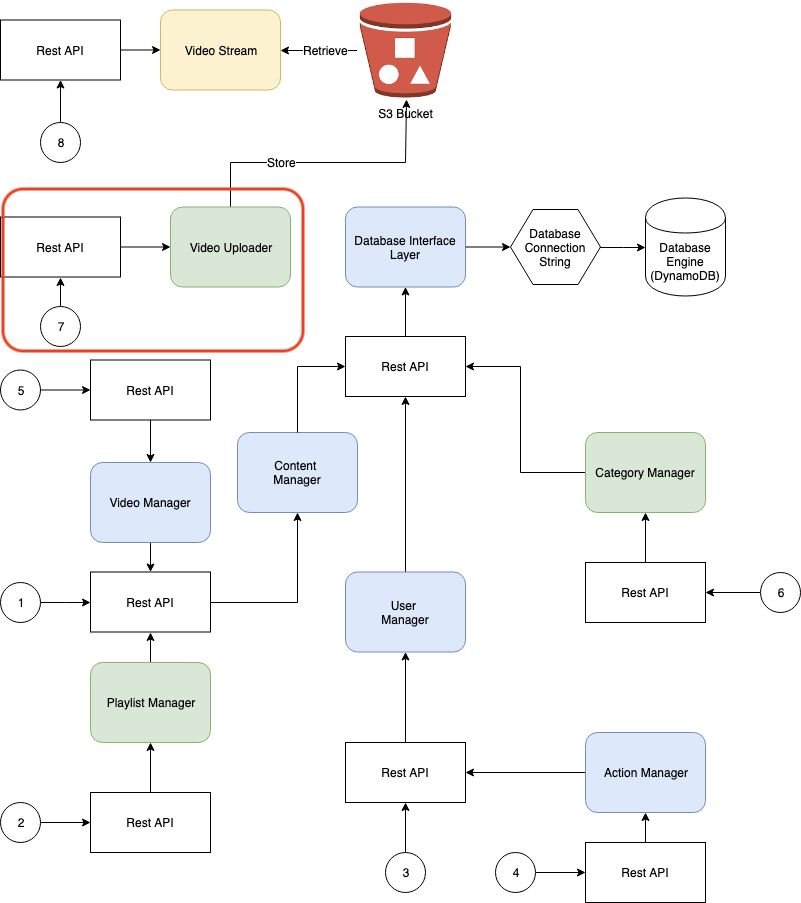 Rest API
Video Stream
Retrieve
S3 Bucket
8
Store
Rest API
Video Uploader
Database Interface
Layer
Database
Connection
String
Database
Engine
(DynamoDB)
7
5
Rest API
Rest API
Content
Manager
Category Manager
Video Manager
1
Rest API
User
Manager
Rest API
6
Playlist Manager
Rest API
Action Manager
2
Rest API
3
4
Rest API